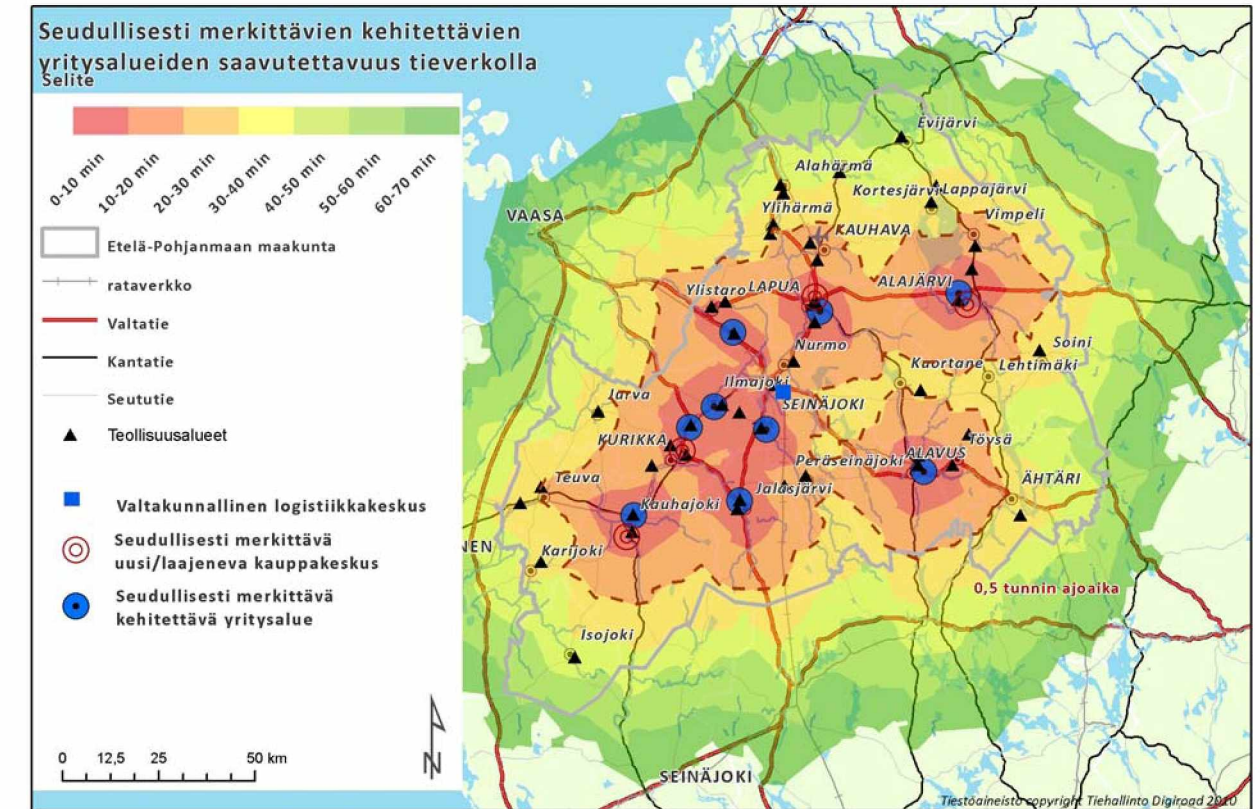 Seudullisesti merkittävien kehitettävien
yritysalueiden saavutettavuus tieverkolla
Selite
0-10 min
10-20 min
20-30 min
30-40 min
40-50 min
50-60 min
60-70 min
Etelä-Pohjanmaan maakunta
rataverkko
Valtatie
Kantatie
Seututie
Teollisuusalueet
Valtakunnallinen logistiikkakeskus
Seudullisesti merkittävä
uusi/laajeneva kauppakeskus
Seudullisesti merkittävä
kehitettävä yritysalue
0 12,5 25 50 km
N
Evijärvi
Alahärmä
Kortesjärvi Lappajärvi
VAASA
Ylihärmä
Vimpeli
KAUHAVA
Ylistaro LAPUA
ALAJÄRVI
Nurmo
Soini
Kuortane
Lehtimäki
Ilmajoki
Jurva
SEINÄJOKI
KURIKKA
Töysä
Peräseinäjoki
ALAVUS
Teuva
Jalasjärvi
ÄHTÄRI
Kauhajoki
NEN
Karijoki
0,5 tunnin ajoaika
Isojoki
SEINÄJOKI
Tiestöaineisto copyright Tiehallinto Digiroad 2010